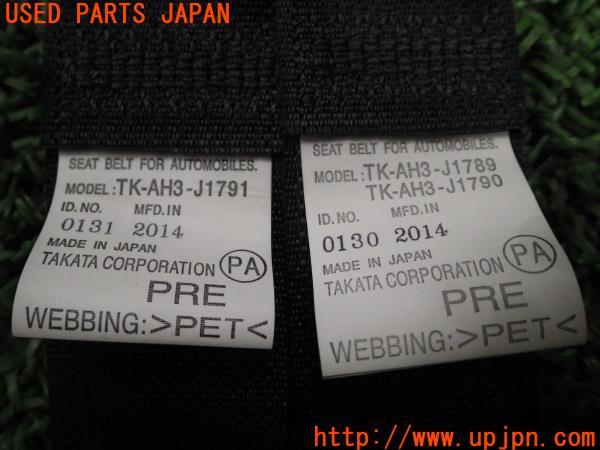 USED PARTS JAPAN
SEAT BELT FOR AUTOMOBILES.
MODEL:TK-AH3-J1791
ID.NO. MFD.IN
0131 2014
MADE IN JAPAN
TAKATA CORPORATION PA
PRE
WEBBING:>PET<
SEAT BELT FOR AUTOMOBILES.
MODEL:TK-AH3-J1789
TK-AH3-J1790
ID.NO. MFD.IN
0130 2014
MADE IN JAPAN
TAKATA CORPORATION PA
PRE
WEBBING:>PET<
http://www.upjpn.com/